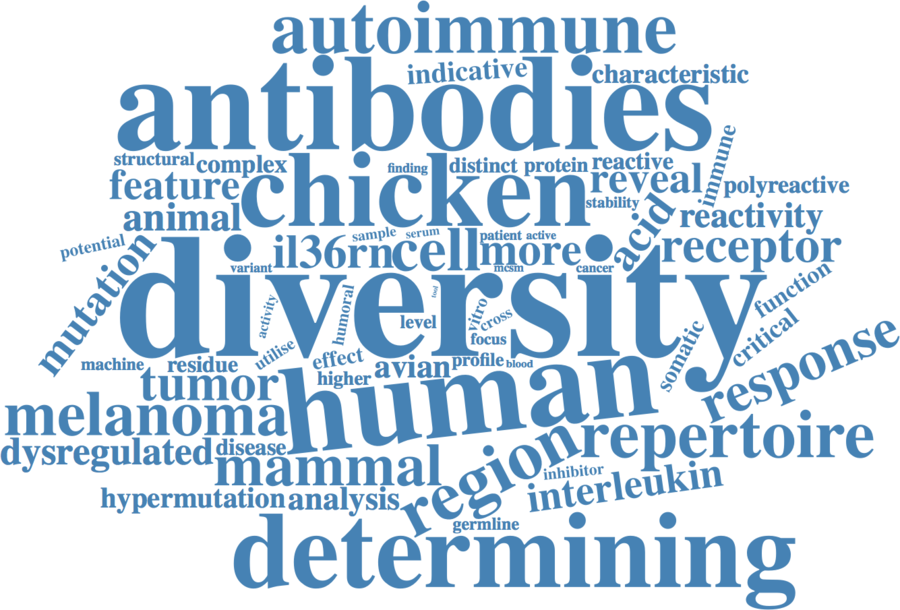 autoimmune
indicative
characteristic
antibodies
structural
complex
finding
distinct
protein
reactive
immune
feature
chicken
reveal
polyreactive
stability
animal
acid
reactivity
potential
sample
serum
patient
active
mutation
il36rn
cell
more
receptor
variant
mcsm
cancer
diversity
activity
humoral
tool
vitro
cross
level
focus
function
critical
somatic
utilise
machine
residue
effect
higher
avian
profile
blood
tumor
human
response
melanoma
dysregulated
disease
mammal
region
repertoire
inhibitor
interleukin
hypermutation
analysis
germline
determining